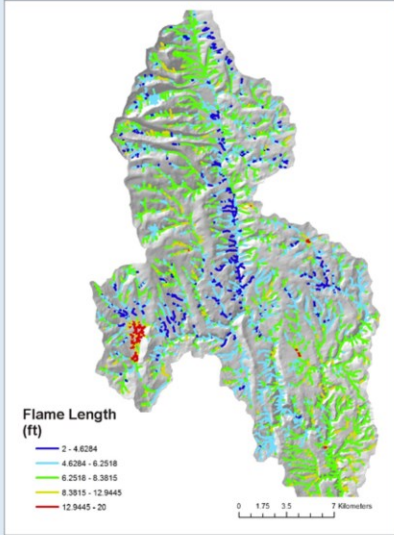 Flame Length
(ft)
2 - 4.6284
4.6284 - 6.2518
6.2518 - 8.3815
8.3815 - 12.9445
12.9445 - 20
0 1.75 3.5 7 Kilometers